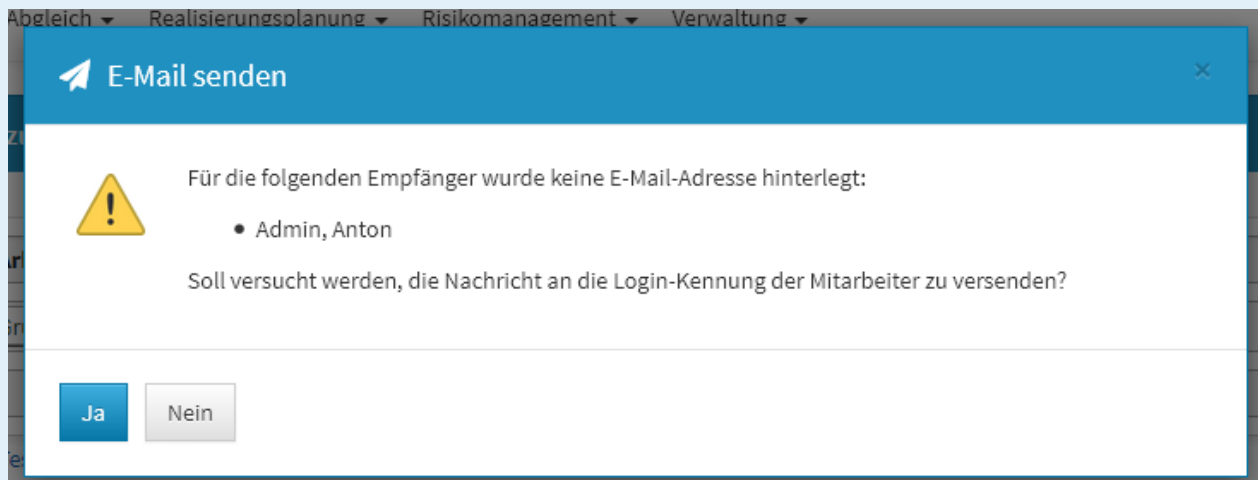 Abgleich Realisierungsplanung Risikomanagement Verwaltung
E-Mail senden
Für die folgenden Empfänger wurde keine E-Mail-Adresse hinterlegt:
• Admin, Anton
Soll versucht werden, die Nachricht an die Login-Kennung der Mitarbeiter zu versenden?
Ja Nein